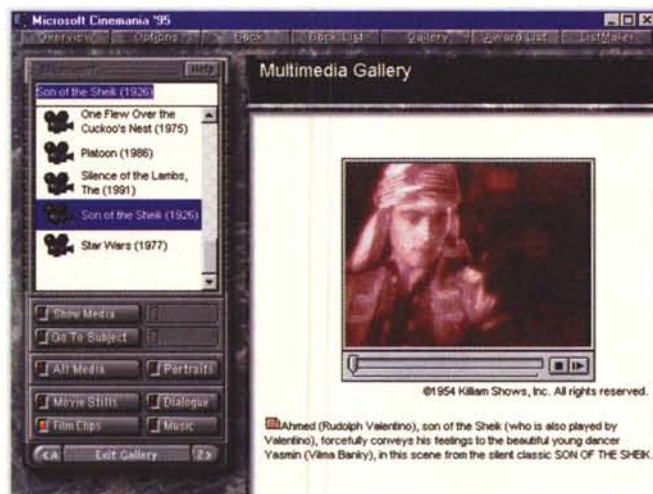 Microsoft Cinemania '95
Overview Options Back Back List Gallery Award List ListMaker
Help
Son of the Sheik (1926)
One Flew Over the
Cuckoo's Nest (1975)
Platoon (1986)
Silence of the Lambs,
The (1991)
Son of the Sheik (1926)
Star Wars (1977)
Show Media
Go To Subject
All Media Portraits
Movie Stills Dialogue
Film Clips Music
<A Exit Gallery Z>
Multimedia Gallery
©1954 Killiam Shows, Inc. All rights reserved.
Ahmed (Rudolph Valentino), son of the Sheik (who is also played by
Valentino), forcefully conveys his feelings to the beautiful young dancer
Yasmin (Vilma Banky), in this scene from the silent classic SON OF THE SHEIK.